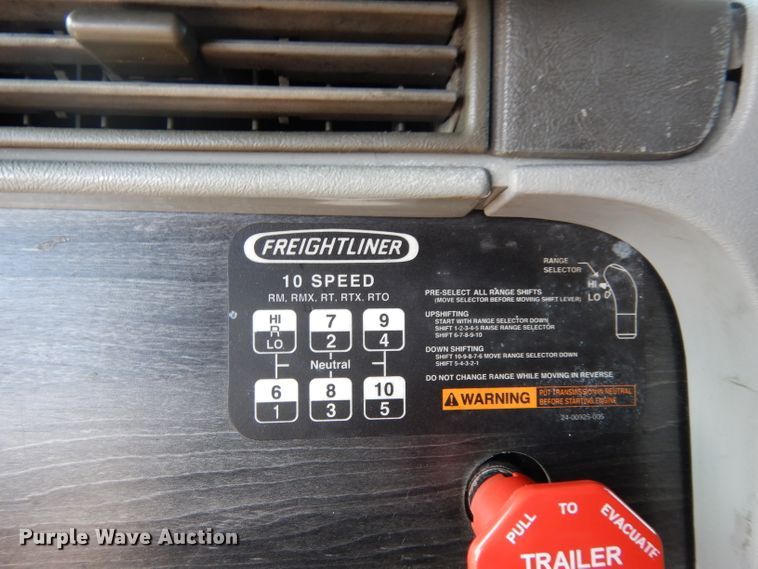 FREIGHTLINER
10 SPEED
RM, RMX, RT, RTX, RTO
HI
R
LO
7
2
9
4
Neutral
6
1
8
3
10
5
RANGE
SELECTOR
HI
LO
PRE-SELECT ALL RANGE SHIFTS
(MOVE SELECTOR BEFORE MOVING SHIFT LEVER)
UPSHIFTING
START WITH RANGE SELECTOR DOWN
SHIFT 1-2-3-4-5 RAISE RANGE SELECTOR
SHIFT 6-7-8-9-10
DOWN SHIFTING
SHIFT 10-9-8-7-6 MOVE RANGE SELECTOR DOWN
SHIFT 5-4-3-2-1
DO NOT CHANGE RANGE WHILE MOVING IN REVERSE
WARNING
PUT TRANSMISSION IN NEUTRAL
BEFORE STARTING ENGINE
24-00925-005
PULL TO EVACUATE
TRAILER
Purple Wave Auction
Purple Wave Auction